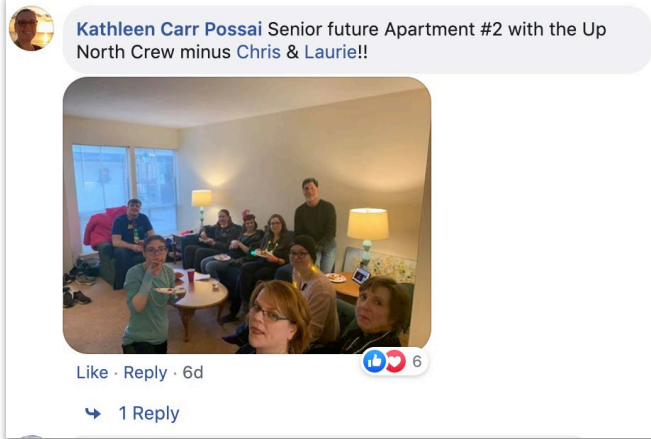 Kathleen Carr Possai Senior future Apartment #2 with the Up
North Crew minus Chris & Laurie!!
6
Like · Reply · 6d
1 Reply